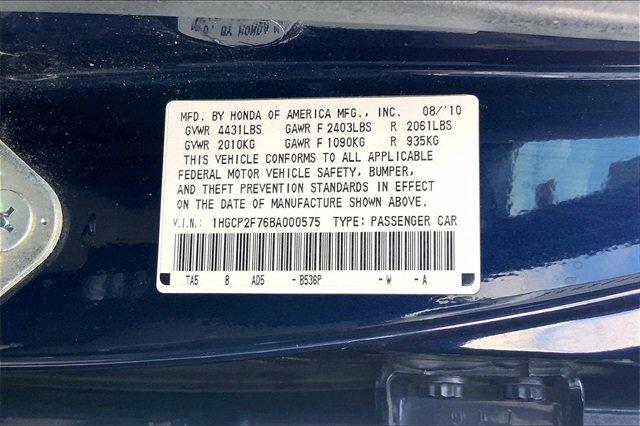 MFD. BY HONDA OF AMERICA MFG., INC. 08/'10
GVWR 4431LBS GAWR F 2403LBS R 2061LBS
GVWR 2010KG GAWR F 1090KG R 935KG
THIS VEHICLE CONFORMS TO ALL APPLICABLE
FEDERAL MOTOR VEHICLE SAFETY, BUMPER,
AND THEFT PREVENTION STANDARDS IN EFFECT
ON THE DATE OF MANUFACTURE SHOWN ABOVE.
V.I.N.: 1HGCP2F76BA000575 TYPE: PASSENGER CAR
TA5 B AD5 -B536P -W -A